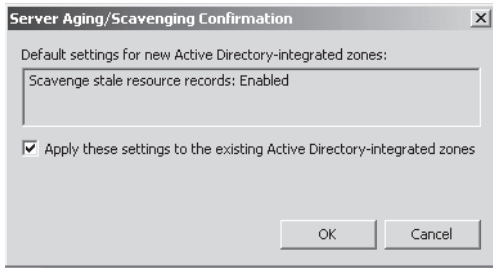 Server Aging/Scavenging Confirmation
Default settings for new Active Directory-integrated zones:
Scavenge stale resource records: Enabled
Apply these settings to the existing Active Directory-integrated zones
OK
Cancel